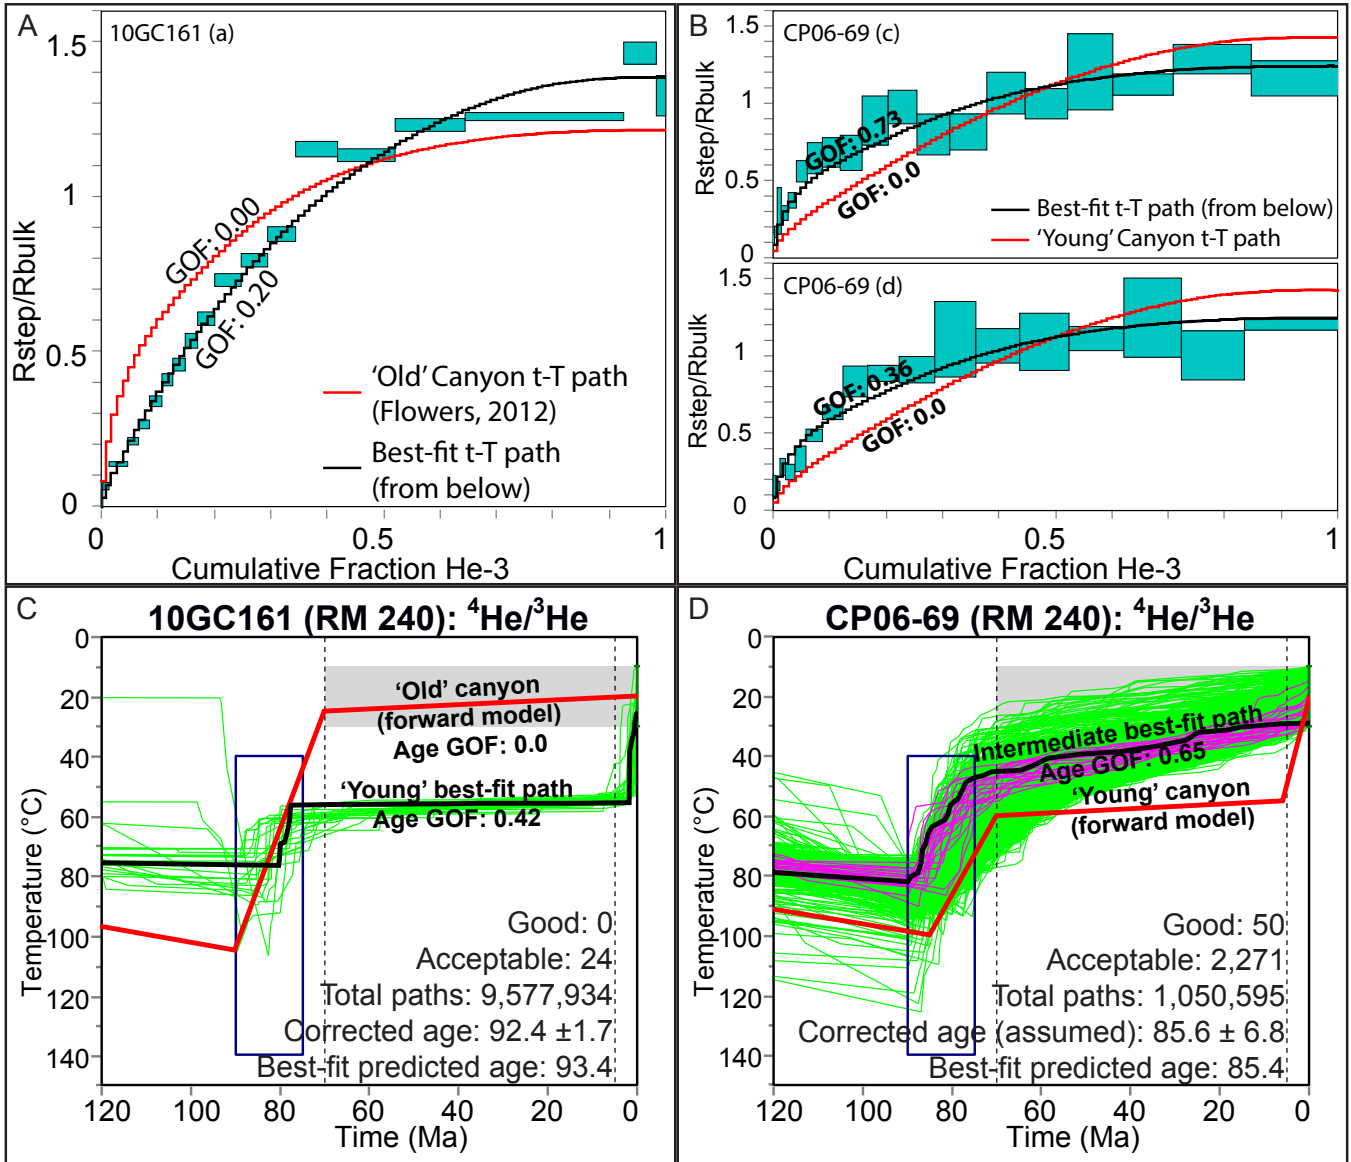 A
10GC161 (a)
1.5
1
0.5
0
Rstep/Rbulk
GOF: 0.00
GOF: 0.20
'Old' Canyon t-T path
(Flowers, 2012)
Best-fit t-T path
(from below)
0
0.5
1
Cumulative Fraction He-3
B
CP06-69 (c)
1.5
1
0.5
0
Rstep/Rbulk
GOF: 0.73
GOF: 0.0
Best-fit t-T path (from below)
'Young' Canyon t-T path
CP06-69 (d)
1.5
1
0.5
0
Rstep/Rbulk
GOF: 0.36
GOF: 0.0
0
0.5
1
Cumulative Fraction He-3
C
10GC161 (RM 240): ⁴He/³He
0
20
40
60
80
100
120
140
Temperature (°C)
'Old' canyon
(forward model)
Age GOF: 0.0
'Young' best-fit path
Age GOF: 0.42
Good: 0
Acceptable: 24
Total paths: 9,577,934
Corrected age: 92.4 ±1.7
Best-fit predicted age: 93.4
120
100
80
60
40
20
0
Time (Ma)
D
CP06-69 (RM 240): ⁴He/³He
0
20
40
60
80
100
120
140
Temperature (°C)
Intermediate best-fit path
Age GOF: 0.65
'Young' canyon
(forward model)
Good: 50
Acceptable: 2,271
Total paths: 1,050,595
Corrected age (assumed): 85.6 ± 6.8
Best-fit predicted age: 85.4
120
100
80
60
40
20
0
Time (Ma)